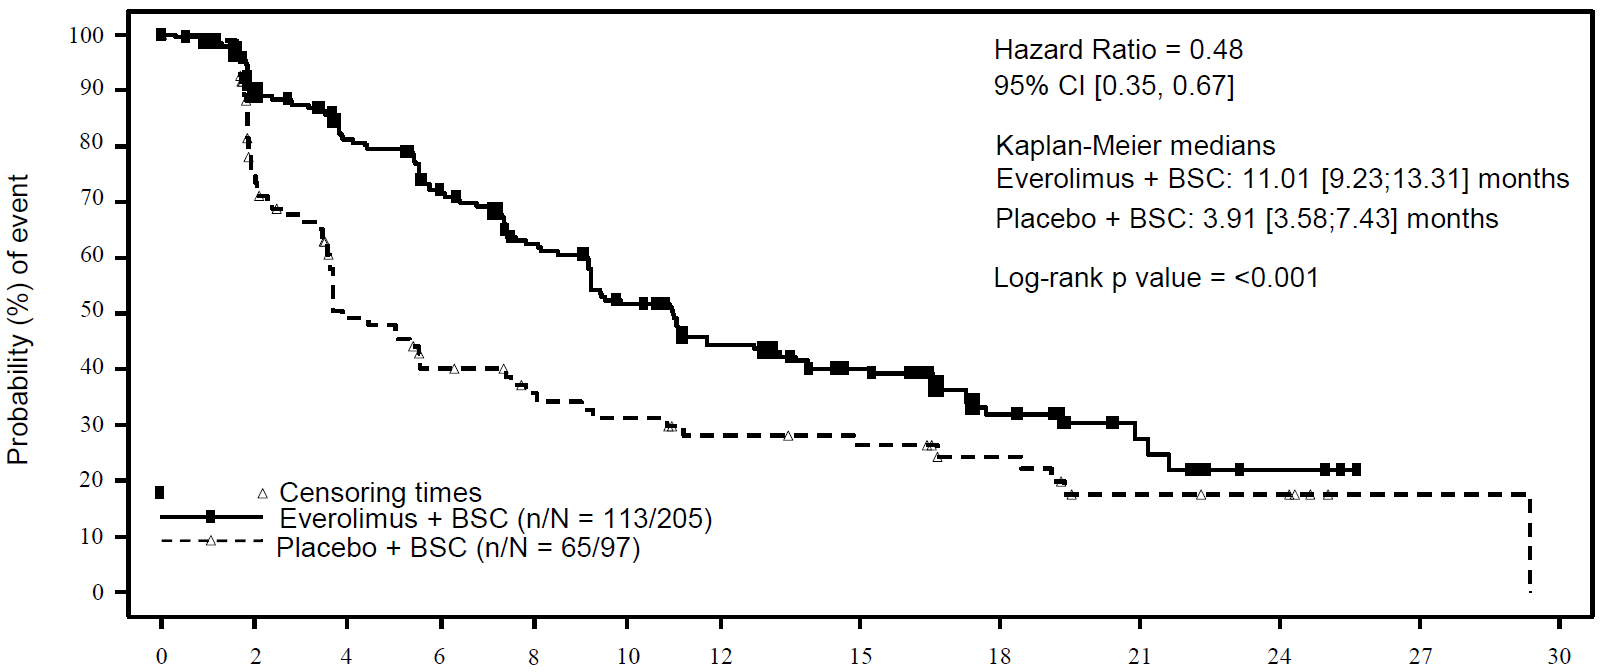 Probability (%) of event
100
90
80
70
60
50
40
30
20
10
0
Hazard Ratio = 0.48
95% CI [0.35, 0.67]
Kaplan-Meier medians
Everolimus + BSC: 11.01 [9.23;13.31] months
Placebo + BSC: 3.91 [3.58;7.43] months
Log-rank p value = <0.001
Censoring times
Everolimus + BSC (n/N = 113/205)
Placebo + BSC (n/N = 65/97)
0 2 4 6 8 10 12 15 18 21 24 27 30